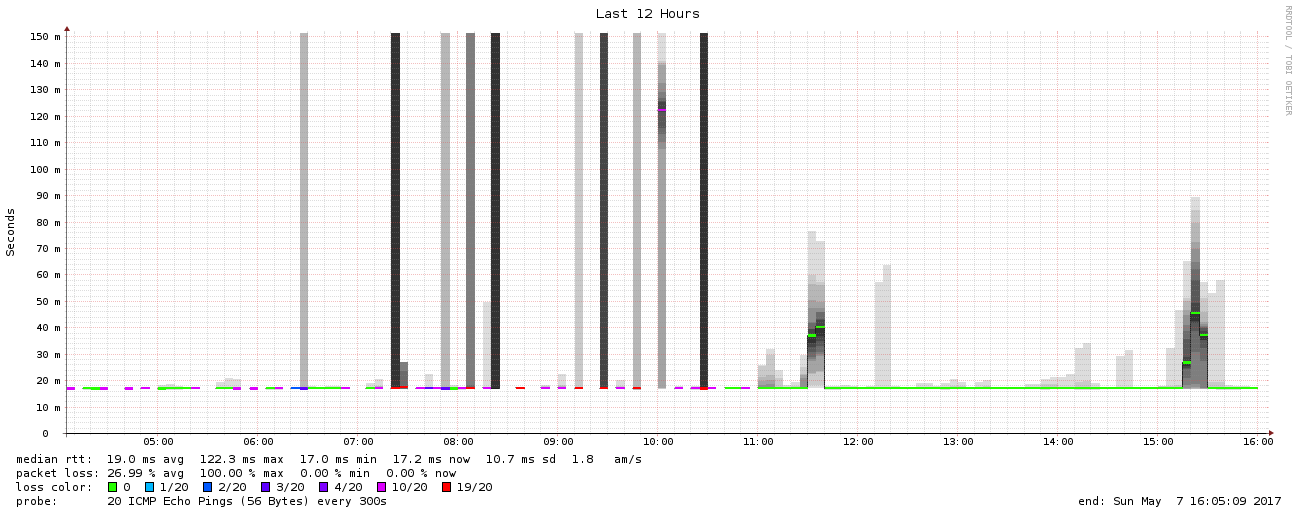 Last 12 Hours
RRDTOOL / TOBI OETIKER
Seconds
150 m
140 m
130 m
120 m
110 m
100 m
90 m
80 m
70 m
60 m
50 m
40 m
30 m
20 m
10 m
0
05:00 06:00 07:00 08:00 09:00 10:00 11:00 12:00 13:00 14:00 15:00 16:00
median rtt: 19.0 ms avg 122.3 ms max 17.0 ms min 17.2 ms now 10.7 ms sd 1.8 am/s
packet loss: 26.99 % avg 100.00 % max 0.00 % min 0.00 % now
loss color: 0 1/20 2/20 3/20 4/20 10/20 19/20
probe: 20 ICMP Echo Pings (56 Bytes) every 300s end: Sun May 7 16:05:09 2017